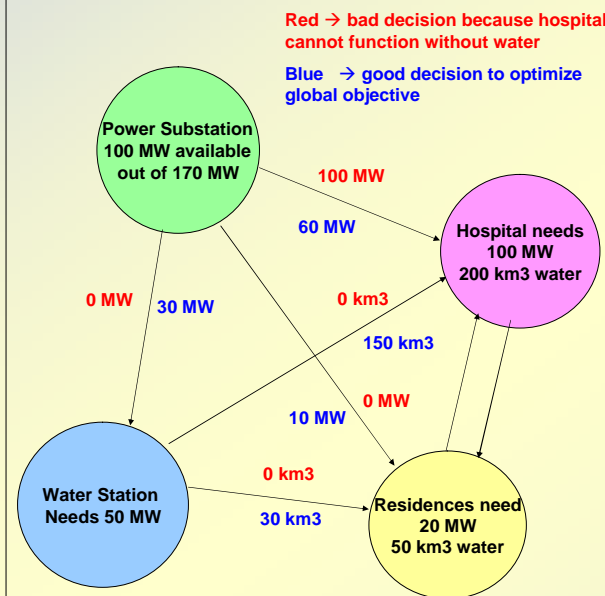 Red → bad decision because hospital
cannot function without water
Blue → good decision to optimize
global objective
Power Substation
100 MW available
out of 170 MW
100 MW
60 MW
Hospital needs
100 MW
200 km3 water
0 MW
30 MW
0 km3
150 km3
0 MW
10 MW
Water Station
Needs 50 MW
0 km3
30 km3
Residences need
20 MW
50 km3 water